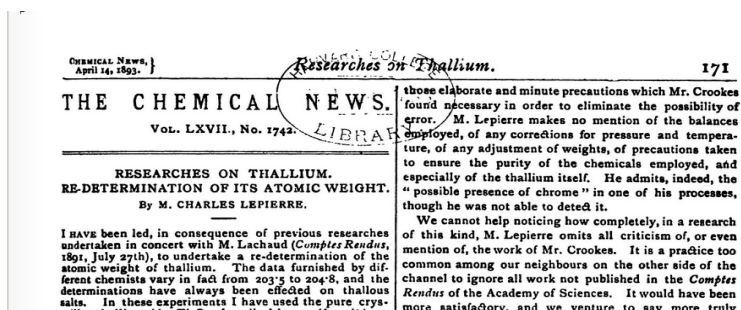 CHEMICAL NEWS,
April 14, 1893.
Researches on Thallium.
171
HARVARD COLLEGE
LIBRARY
THE CHEMICAL NEWS.
VOL. LXVII., No. 1742.
RESEARCHES ON THALLIUM.
RE-DETERMINATION OF ITS ATOMIC WEIGHT.
By M. CHARLES LEPIERRE.
I HAVE been led, in consequence of previous researches
undertaken in concert with M. Lachaud (Comptes Rendus,
1891, July 27th), to undertake a re-determination of the
atomic weight of thallium. The data furnished by dif-
ferent chemists vary in fact from 203·5 to 204·8, and the
determinations have always been effected on thallous
salts. In these experiments I have used the pure crys-
those elaborate and minute precautions which Mr. Crookes
found necessary in order to eliminate the possibility of
error. M. Lepierre makes no mention of the balances
employed, of any corrections for pressure and tempera-
ture, of any adjustment of weights, of precautions taken
to ensure the purity of the chemicals employed, and
especially of the thallium itself. He admits, indeed, the
" possible presence of chrome " in one of his processes,
though he was not able to detect it.
We cannot help noticing how completely, in a research
of this kind, M. Lepierre omits all criticism of, or even
mention of, the work of Mr. Crookes. It is a practice too
common among our neighbours on the other side of the
channel to ignore all work not published in the Comptes
Rendus of the Academy of Sciences. It would have been
more satisfactory, and we venture to say more truly